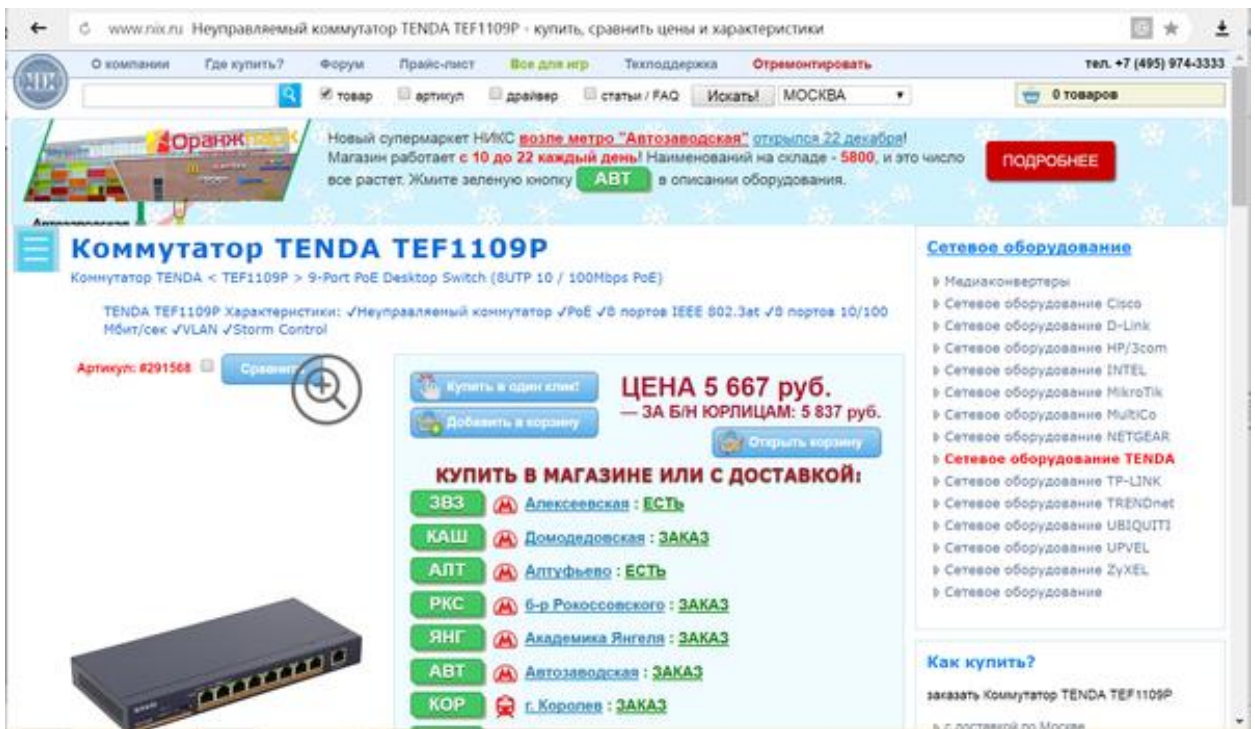 www.nix.ru Неуправляемый коммутатор TENDA TEF1109P - купить, сравнить цены и характеристики
О компании Где купить? Форум Прайс-лист Все для игр Техподдержка Отремонтировать тел. +7 (495) 974-3333
NIX
товар артикул драйвер статьи / FAQ Искать! МОСКВА 0 товаров
Оранж парк
Новый супермаркет НИКС возле метро "Автозаводская" открылся 22 декабря!
Магазин работает с 10 до 22 каждый день! Наименований на складе - 5800, и это число
все растет. Жмите зеленую кнопку АВТ в описании оборудования.
ПОДРОБНЕЕ
Автозаводская
Коммутатор TENDA TEF1109P
Коммутатор TENDA < TEF1109P > 9-Port PoE Desktop Switch (8UTP 10 / 100Mbps PoE)
TENDA TEF1109P Характеристики: ✓Неуправляемый коммутатор ✓PoE ✓8 портов IEEE 802.3at ✓8 портов 10/100
Мбит/сек ✓VLAN ✓Storm Control
Артикул: #291568 Сравнить
Купить в один клик!
Добавить в корзину
ЦЕНА 5 667 руб.
— ЗА Б/Н ЮРЛИЦАМ: 5 837 руб.
Открыть корзину
КУПИТЬ В МАГАЗИНЕ ИЛИ С ДОСТАВКОЙ:
ЗВЗ Алексеевская : ЕСТЬ
КАШ Домодедовская : ЗАКАЗ
АЛТ Алтуфьево : ЕСТЬ
РКС б-р Рокоссовского : ЗАКАЗ
ЯНГ Академика Янгеля : ЗАКАЗ
АВТ Автозаводская : ЗАКАЗ
КОР г. Королев : ЗАКАЗ
Сетевое оборудование
Медиаконвертеры
Сетевое оборудование Cisco
Сетевое оборудование D-Link
Сетевое оборудование HP/3com
Сетевое оборудование INTEL
Сетевое оборудование MikroTik
Сетевое оборудование MultiCo
Сетевое оборудование NETGEAR
Сетевое оборудование TENDA
Сетевое оборудование TP-LINK
Сетевое оборудование TRENDnet
Сетевое оборудование UBIQUITI
Сетевое оборудование UPVEL
Сетевое оборудование ZyXEL
Сетевое оборудование
Как купить?
заказать Коммутатор TENDA TEF1109P
с доставкой по Москве